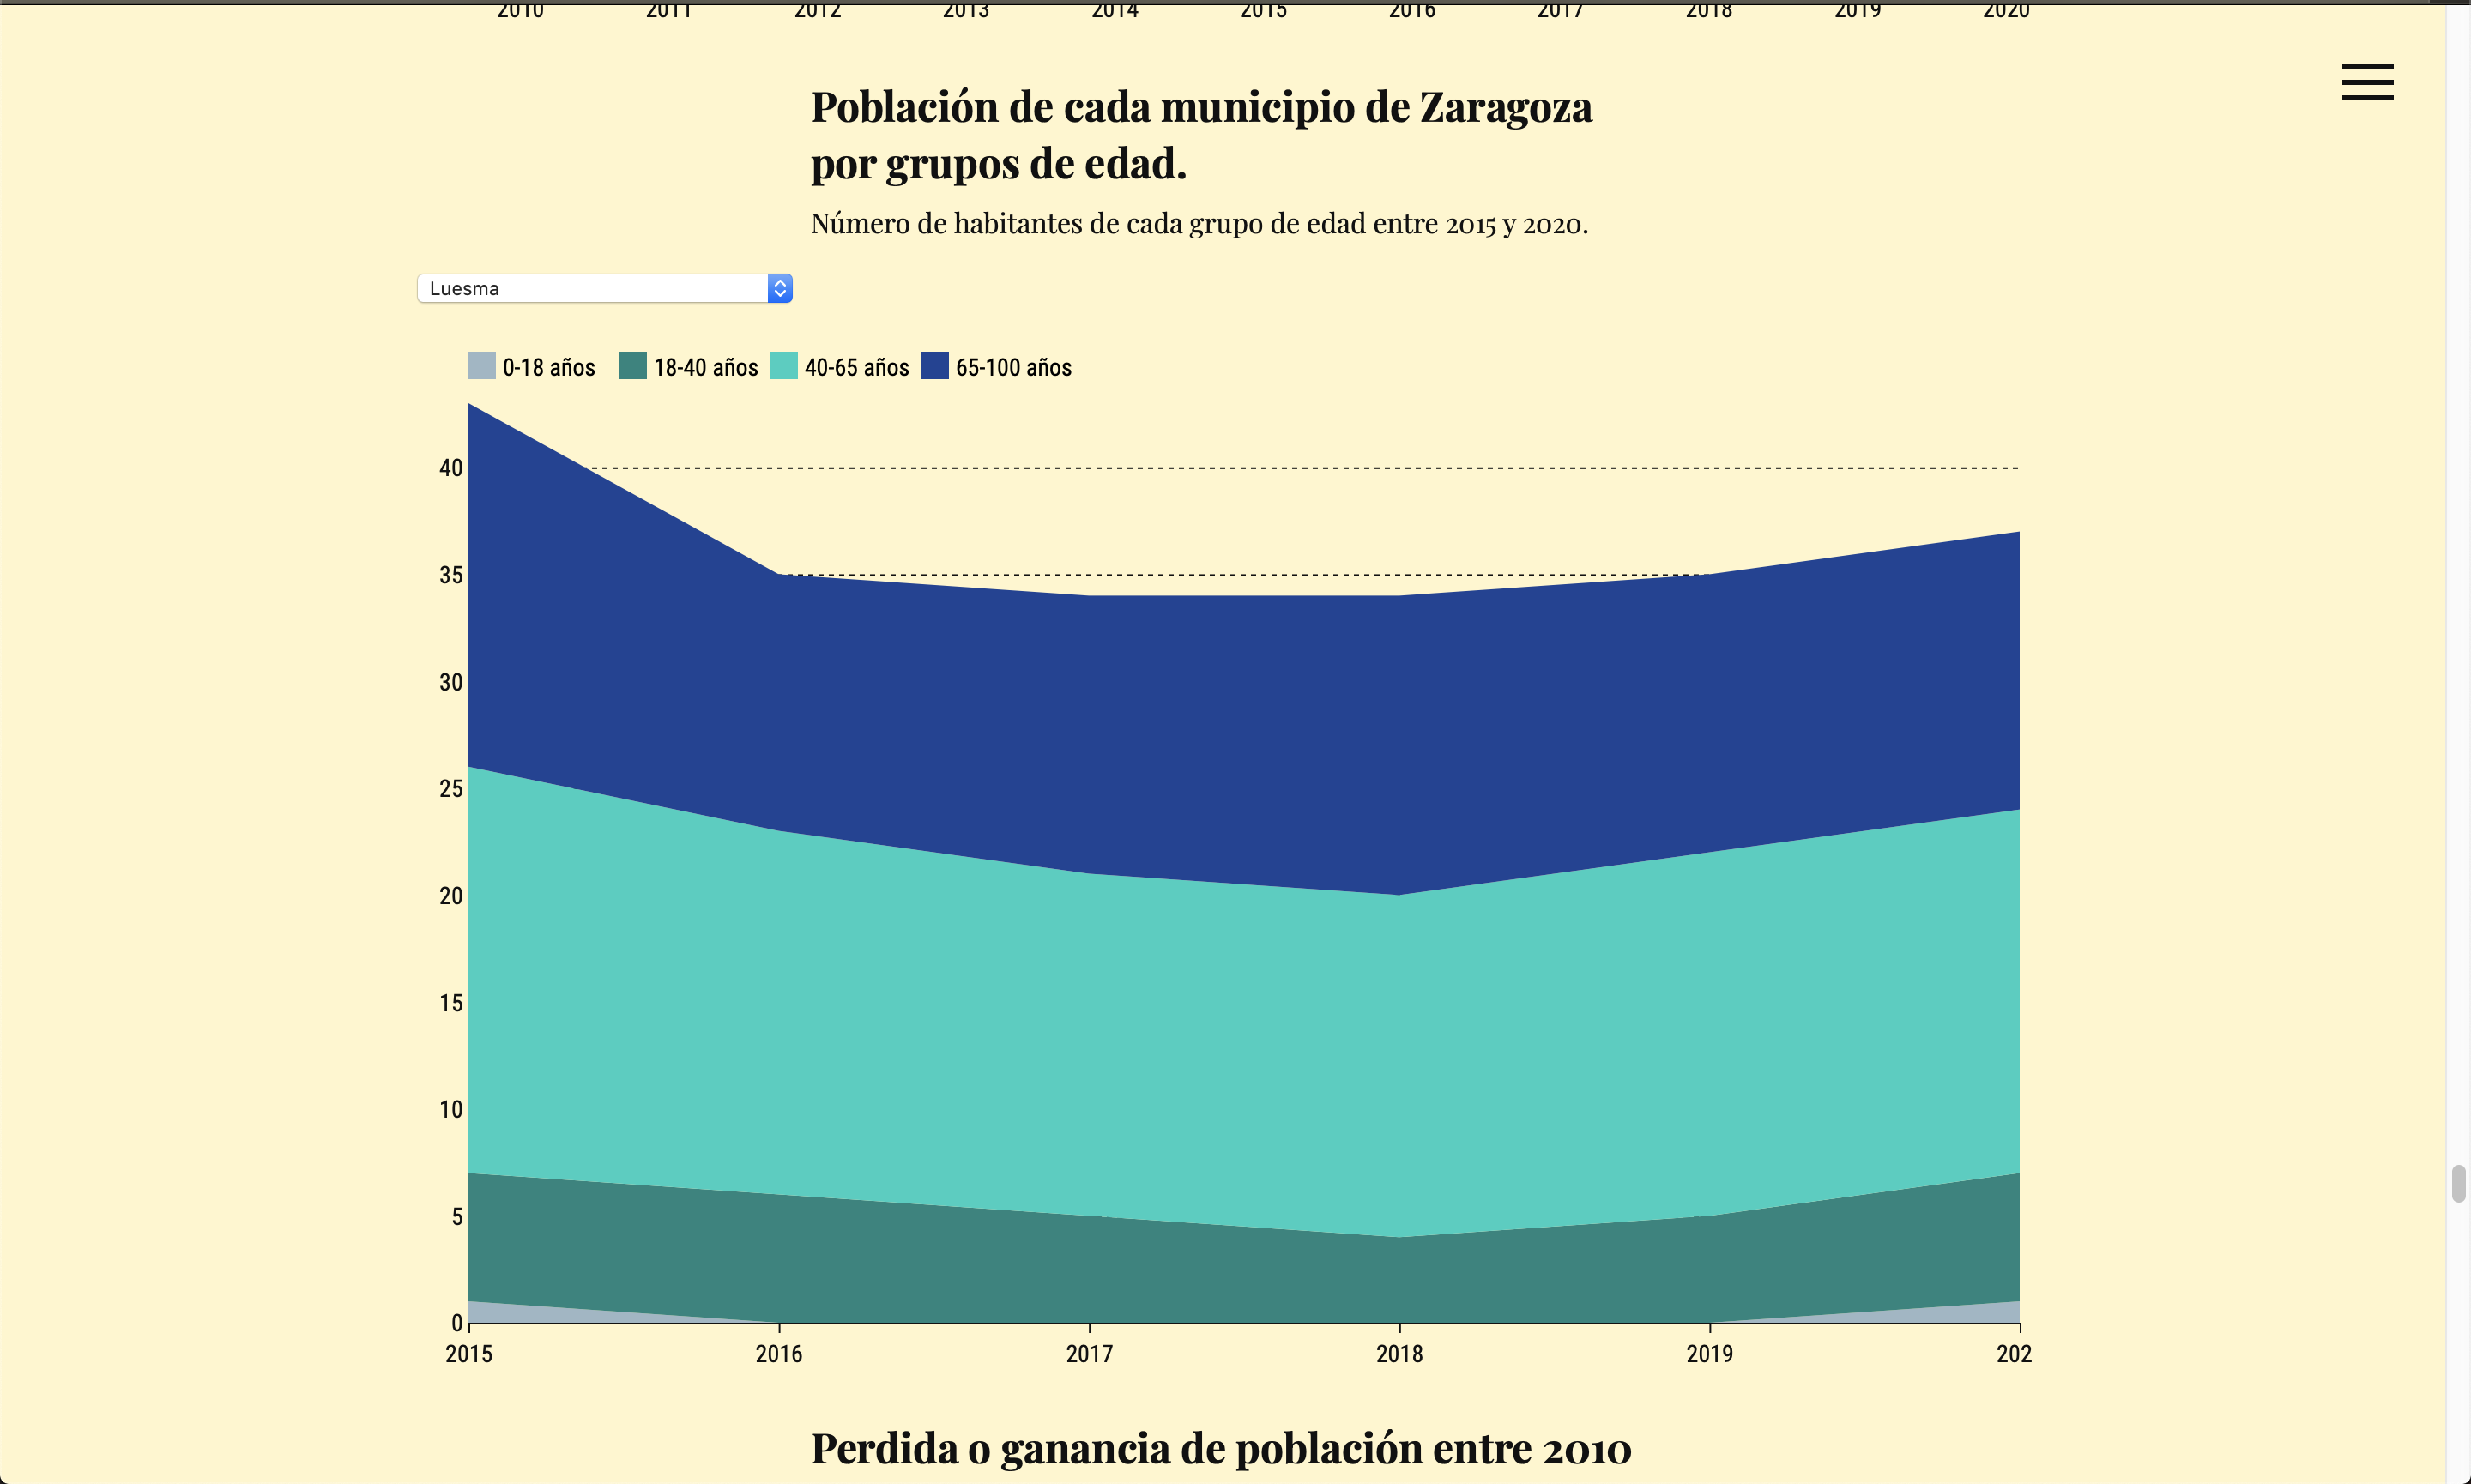 2010 2011 2012 2013 2014 2015 2016 2017 2018 2019 2020
Población de cada municipio de Zaragoza
por grupos de edad.
Número de habitantes de cada grupo de edad entre 2015 y 2020.
Luesma
0-18 años 18-40 años 40-65 años 65-100 años
40
35
30
25
20
15
10
5
0
2015 2016 2017 2018 2019 202
Perdida o ganancia de población entre 2010